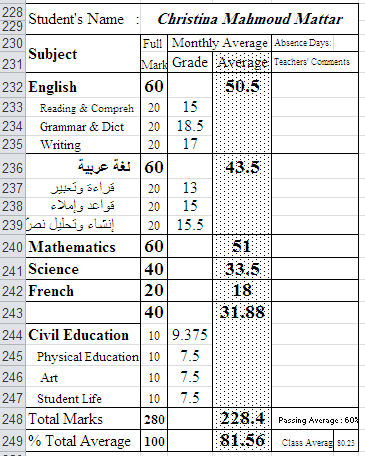 228
229 Student's Name : Christina Mahmoud Mattar
230 Subject Full Monthly Average Absence Days:
231 Mark Grade Average Teachers' Comments
232 English 60 50.5
233 Reading & Compreh 20 15
234 Grammar & Dict 20 18.5
235 Writing 20 17
236 لغة عربية 60 43.5
237 قراءة وتعبير 20 13
238 قواعد وإملاء 20 15
239 إنشاء وتحليل نصّ 20 15.5
240 Mathematics 60 51
241 Science 40 33.5
242 French 20 18
243 40 31.88
244 Civil Education 10 9.375
245 Physical Education 10 7.5
246 Art 10 7.5
247 Student Life 10 7.5
248 Total Marks 280 228.4 Passing Average : 60%
249 % Total Average 100 81.56 Class Averag 80.23